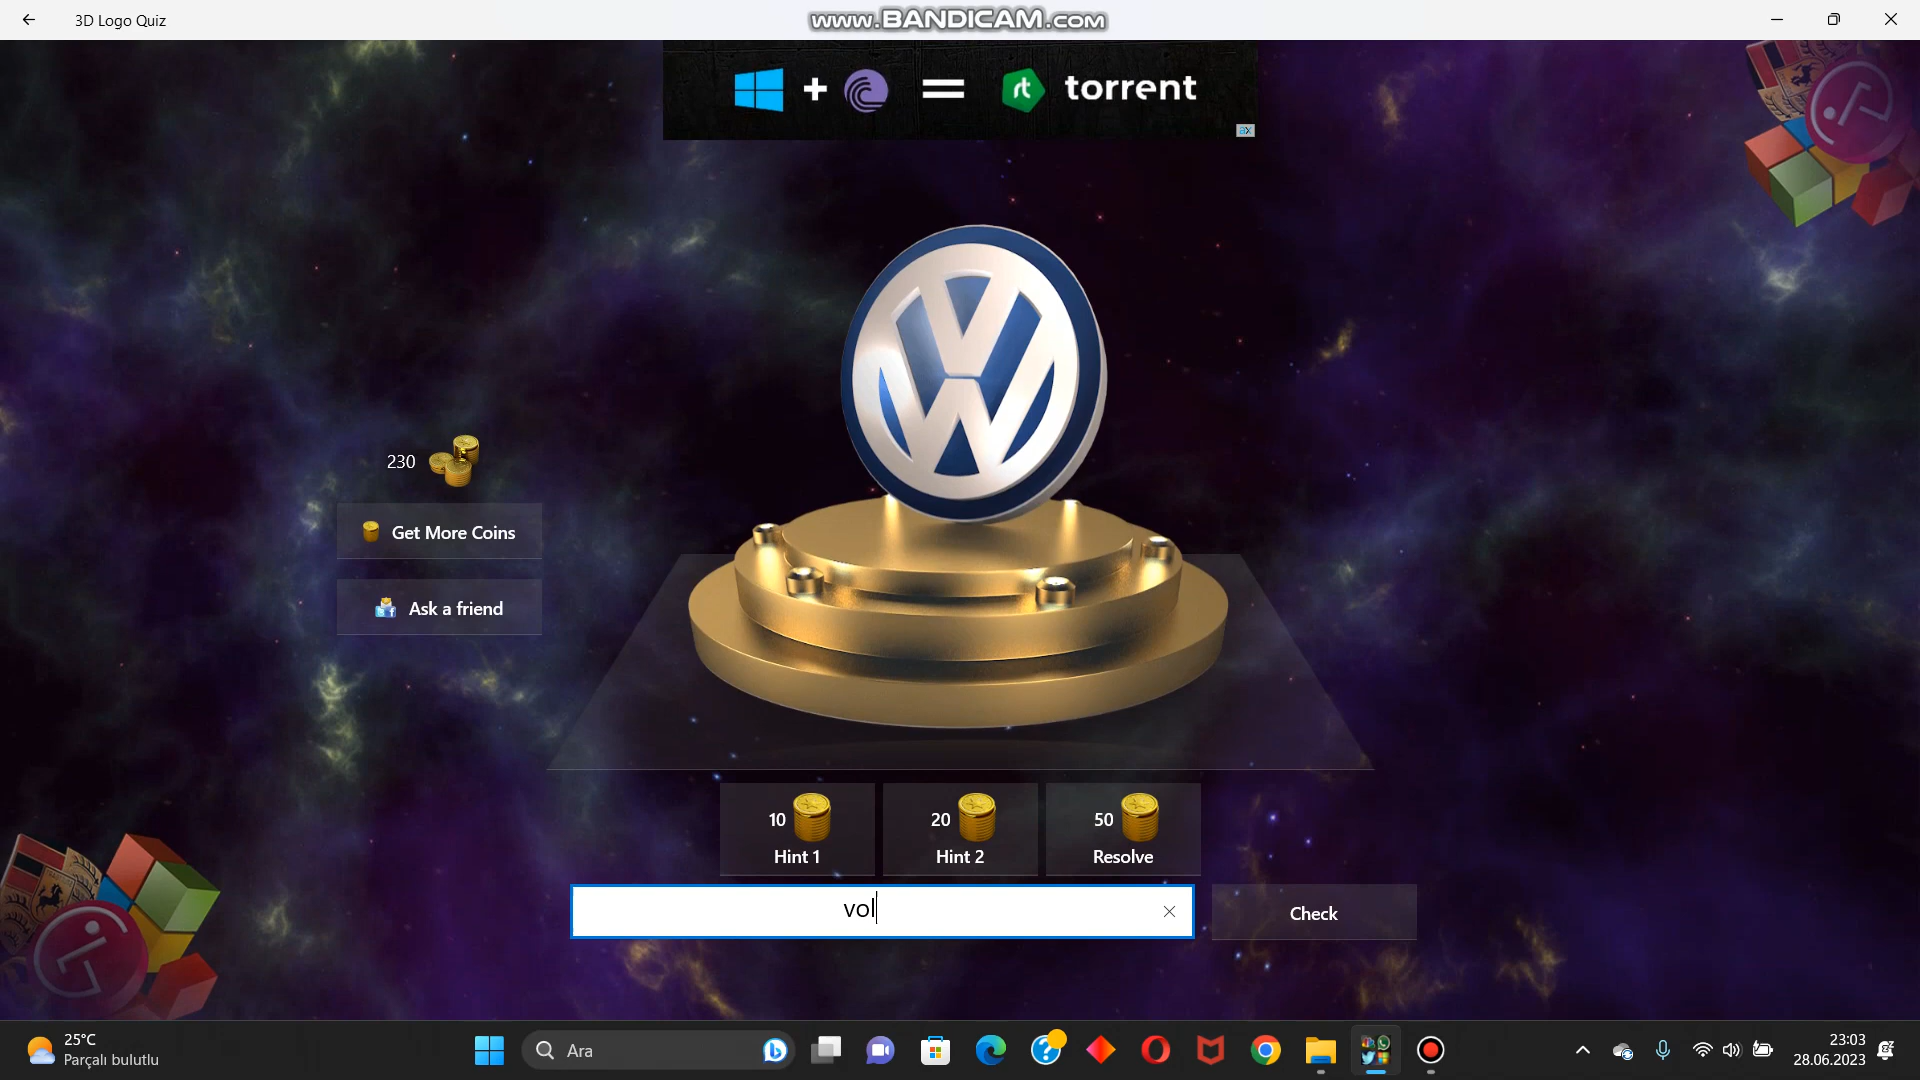 3D Logo Quiz
www.BANDICAM.com
+ = rt torrent
230
Get More Coins
Ask a friend
10
Hint 1
20
Hint 2
50
Resolve
vol
Check
25°C
Parçalı bulutlu
Ara
23:03
28.06.2023